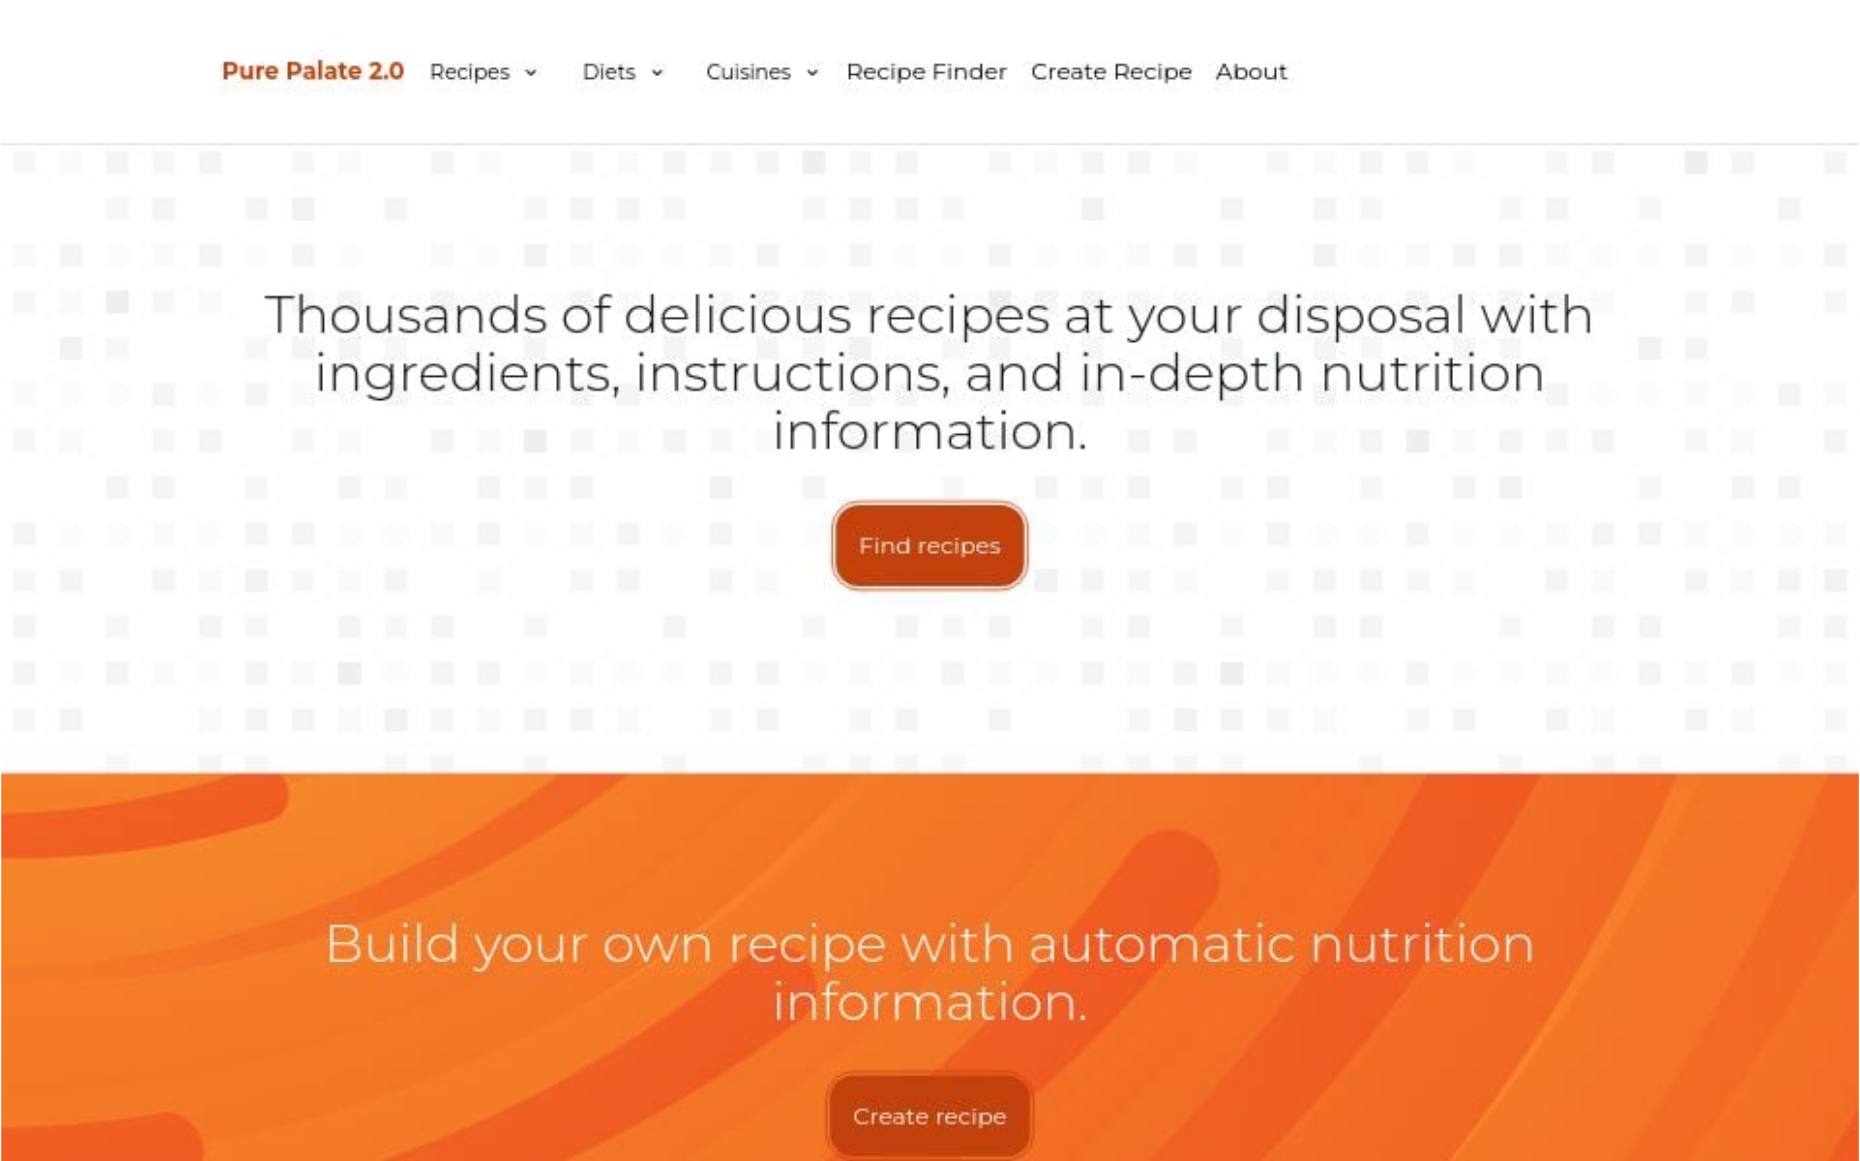 Pure Palate 2.0 Recipes Diets Cuisines Recipe Finder Create Recipe About
Thousands of delicious recipes at your disposal with
ingredients, instructions, and in-depth nutrition
information.
Find recipes
Build your own recipe with automatic nutrition
information.
Create recipe